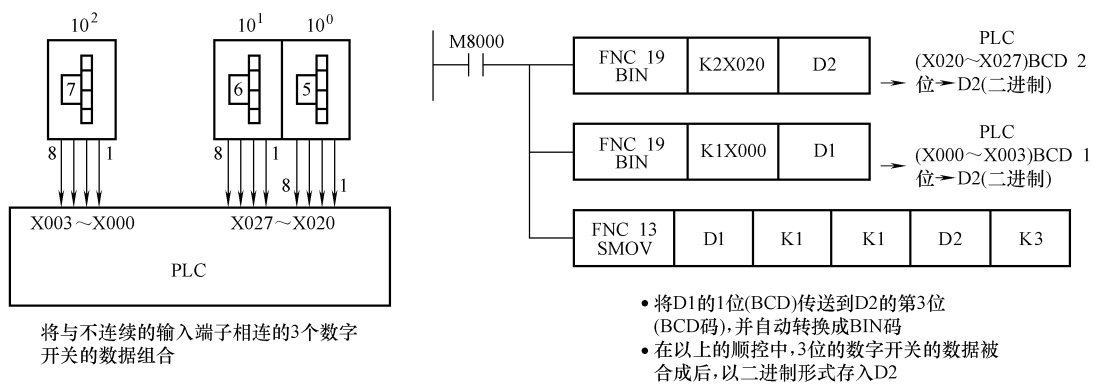 10²
10¹ 10⁰
7
6
5
8 1
8 1
8 1
X003～X000
X027～X020
PLC
将与不连续的输入端子相连的3个数字
开关的数据组合
M8000
FNC 19
BIN
K2X020
D2
PLC
(X020～X027)BCD 2
位→D2(二进制)
FNC 19
BIN
K1X000
D1
PLC
(X000～X003)BCD 1
位→D2(二进制)
FNC 13
SMOV
D1
K1
K1
D2
K3
•将D1的1位(BCD)传送到D2的第3位
(BCD码),并自动转换成BIN码
•在以上的顺控中,3位的数字开关的数据被
合成后,以二进制形式存入D2